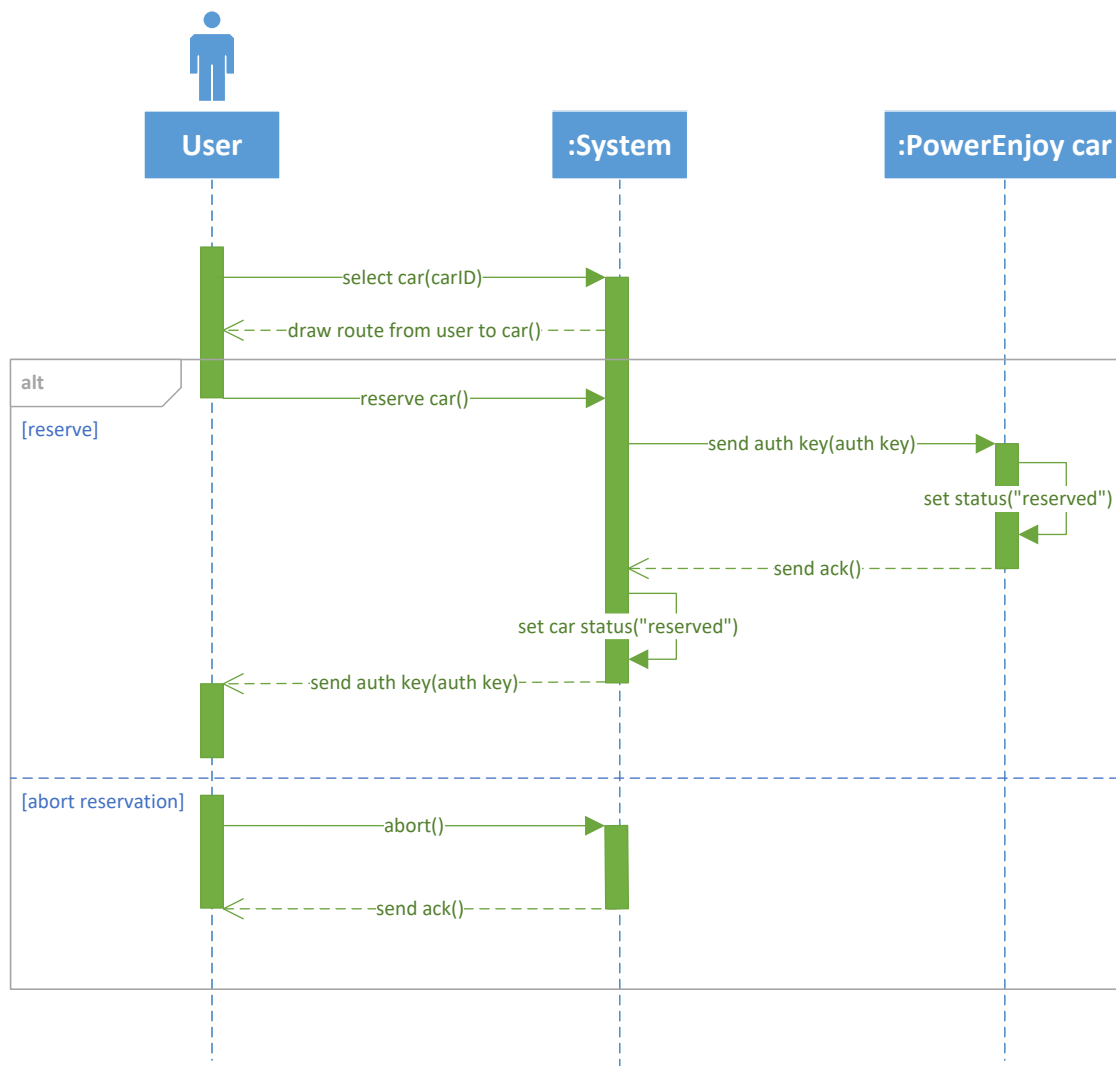 User
:System
:PowerEnjoy car
select car(carID)
draw route from user to car()
alt
reserve car()
[reserve]
send auth key(auth key)
set status("reserved")
send ack()
set car status("reserved")
send auth key(auth key)
[abort reservation]
abort()
send ack()